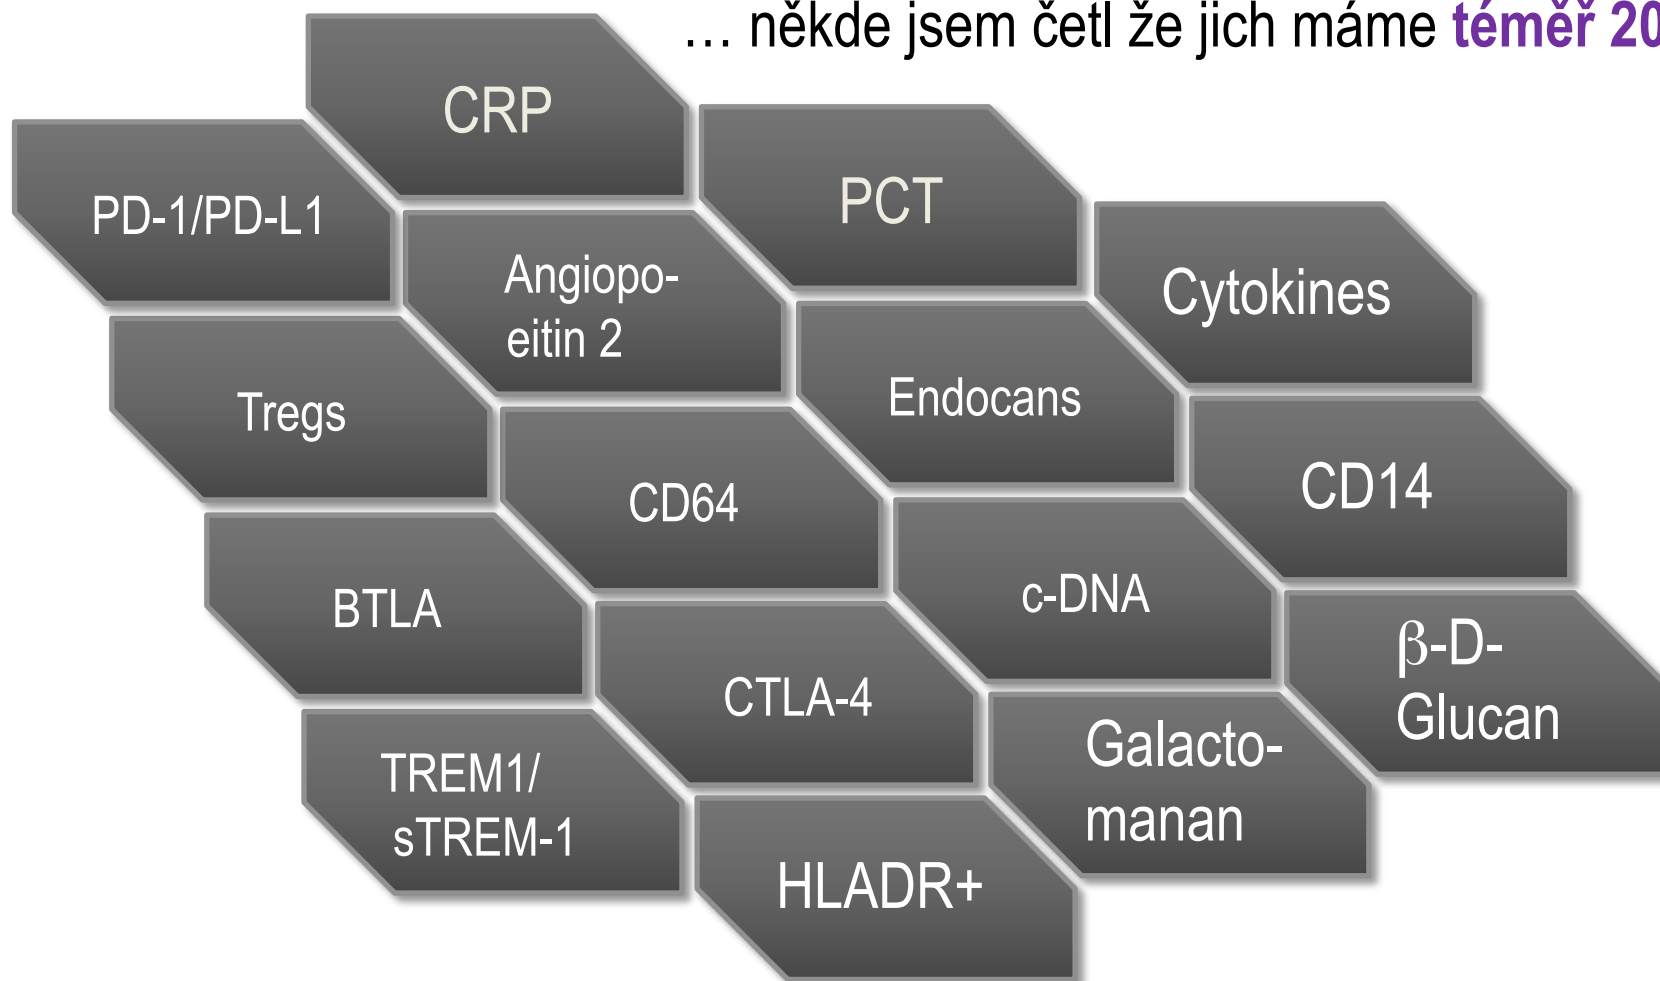 … někde jsem četl že jich máme téměř 20
CRP
PCT
PD-1/PD-L1
Angiopo-
eitin 2
Cytokines
Tregs
Endocans
CD64
CD14
BTLA
c-DNA
β-D-
Glucan
CTLA-4
Galacto-
manan
TREM1/
sTREM-1
HLADR+